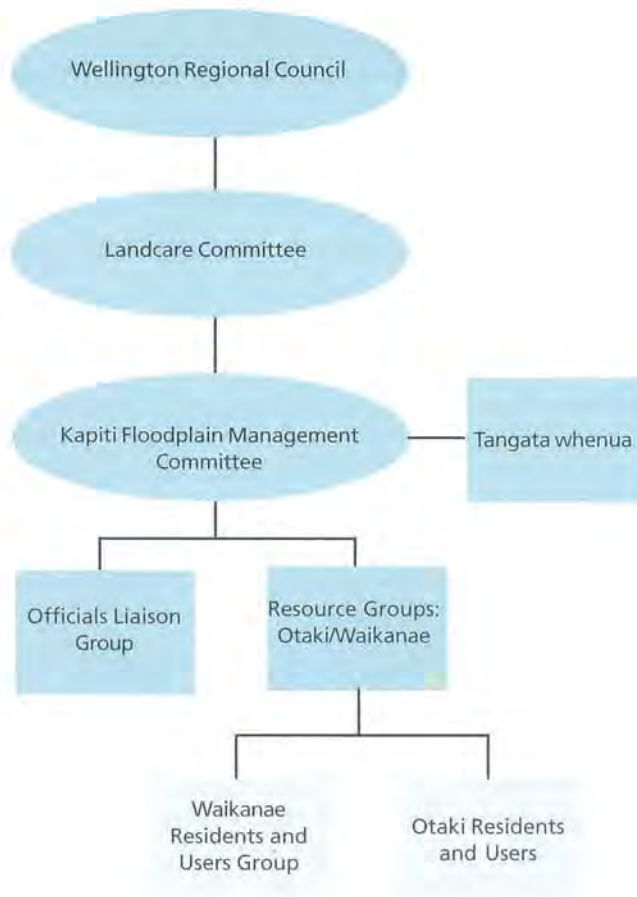 Wellington Regional Council
Landcare Committee
Kapiti Floodplain Management
Committee
Tangata whenua
Officials Liaison
Group
Resource Groups:
Otaki/Waikanae
Waikanae
Residents and
Users Group
Otaki Residents
and Users